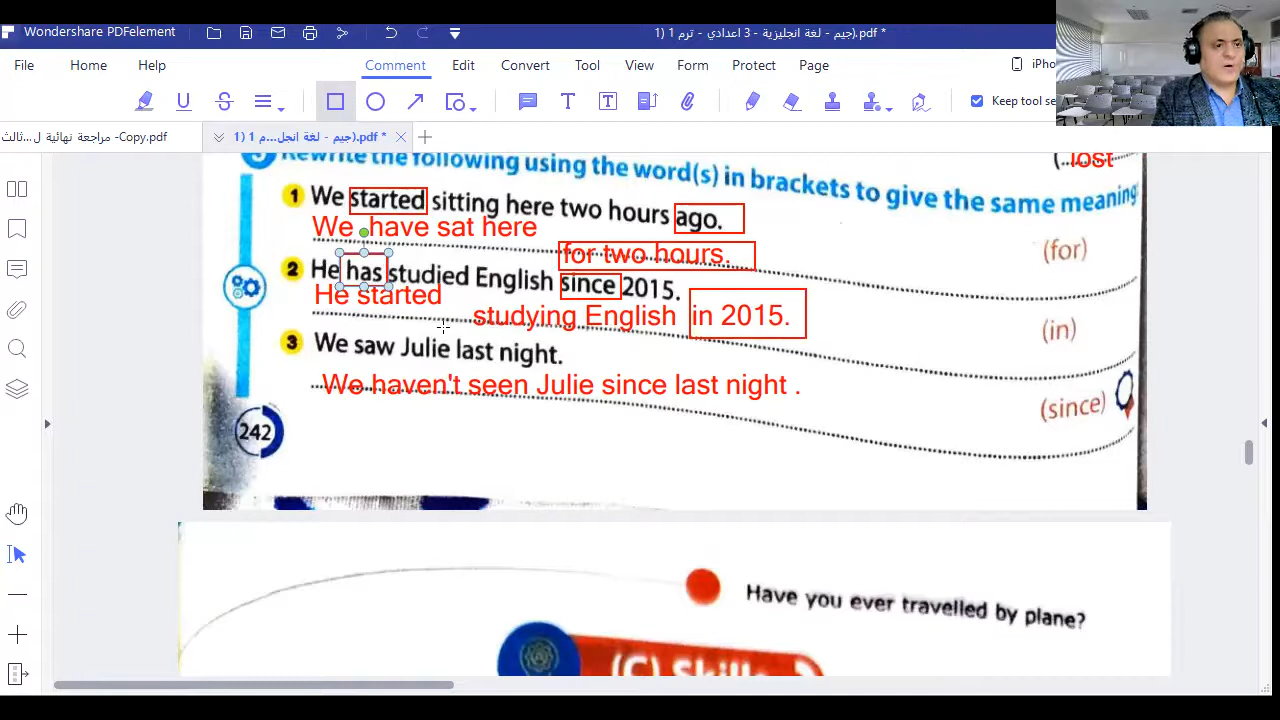 Wondershare PDFelement
(جيم - لغة انجليزية - 3 اعدادي - ترم 1 (1.pdf *
File Home Help Comment Edit Convert Tool View Form Protect Page
Keep tool se
مراجعة نهائية ل ...ثالث -Copy.pdf
(جيم - لغة انجل...م 1 (1.pdf *
Rewrite the following using the word(s) in brackets to give the same meaning
(......lost
1 We started sitting here two hours ago.
(for)
We have sat here
for two hours.
2 He has studied English since 2015.
(in)
He started
studying English in 2015.
3 We saw Julie last night.
(since)
We haven't seen Julie since last night .
242
Have you ever travelled by plane?
(C) Skills